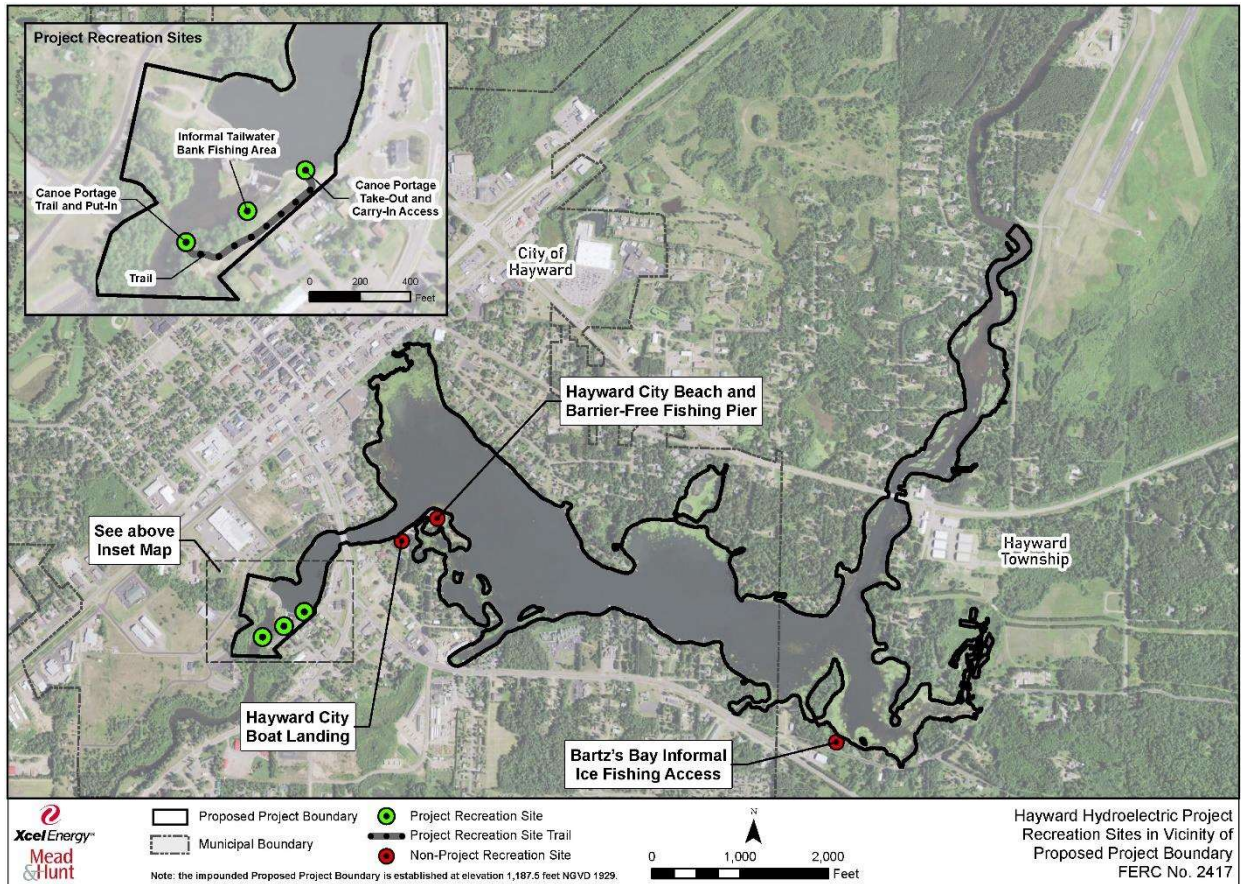 Project Recreation Sites
Informal Tailwater
Bank Fishing Area
Canoe Portage
Trail and Put-In
Canoe Portage
Take-Out and
Carry-In Access
Trail
0 200 400
Feet
City of
Hayward
Hayward City Beach and
Barrier-Free Fishing Pier
See above
Inset Map
Hayward
Township
Hayward City
Boat Landing
Bartz's Bay Informal
Ice Fishing Access
Xcel Energy™
Mead
&Hunt
Proposed Project Boundary
Municipal Boundary
Project Recreation Site
Project Recreation Site Trail
Non-Project Recreation Site
Note: the impounded Proposed Project Boundary is established at elevation 1,187.5 feet NGVD 1929.
N
0 1,000 2,000
Feet
Hayward Hydroelectric Project
Recreation Sites in Vicinity of
Proposed Project Boundary
FERC No. 2417